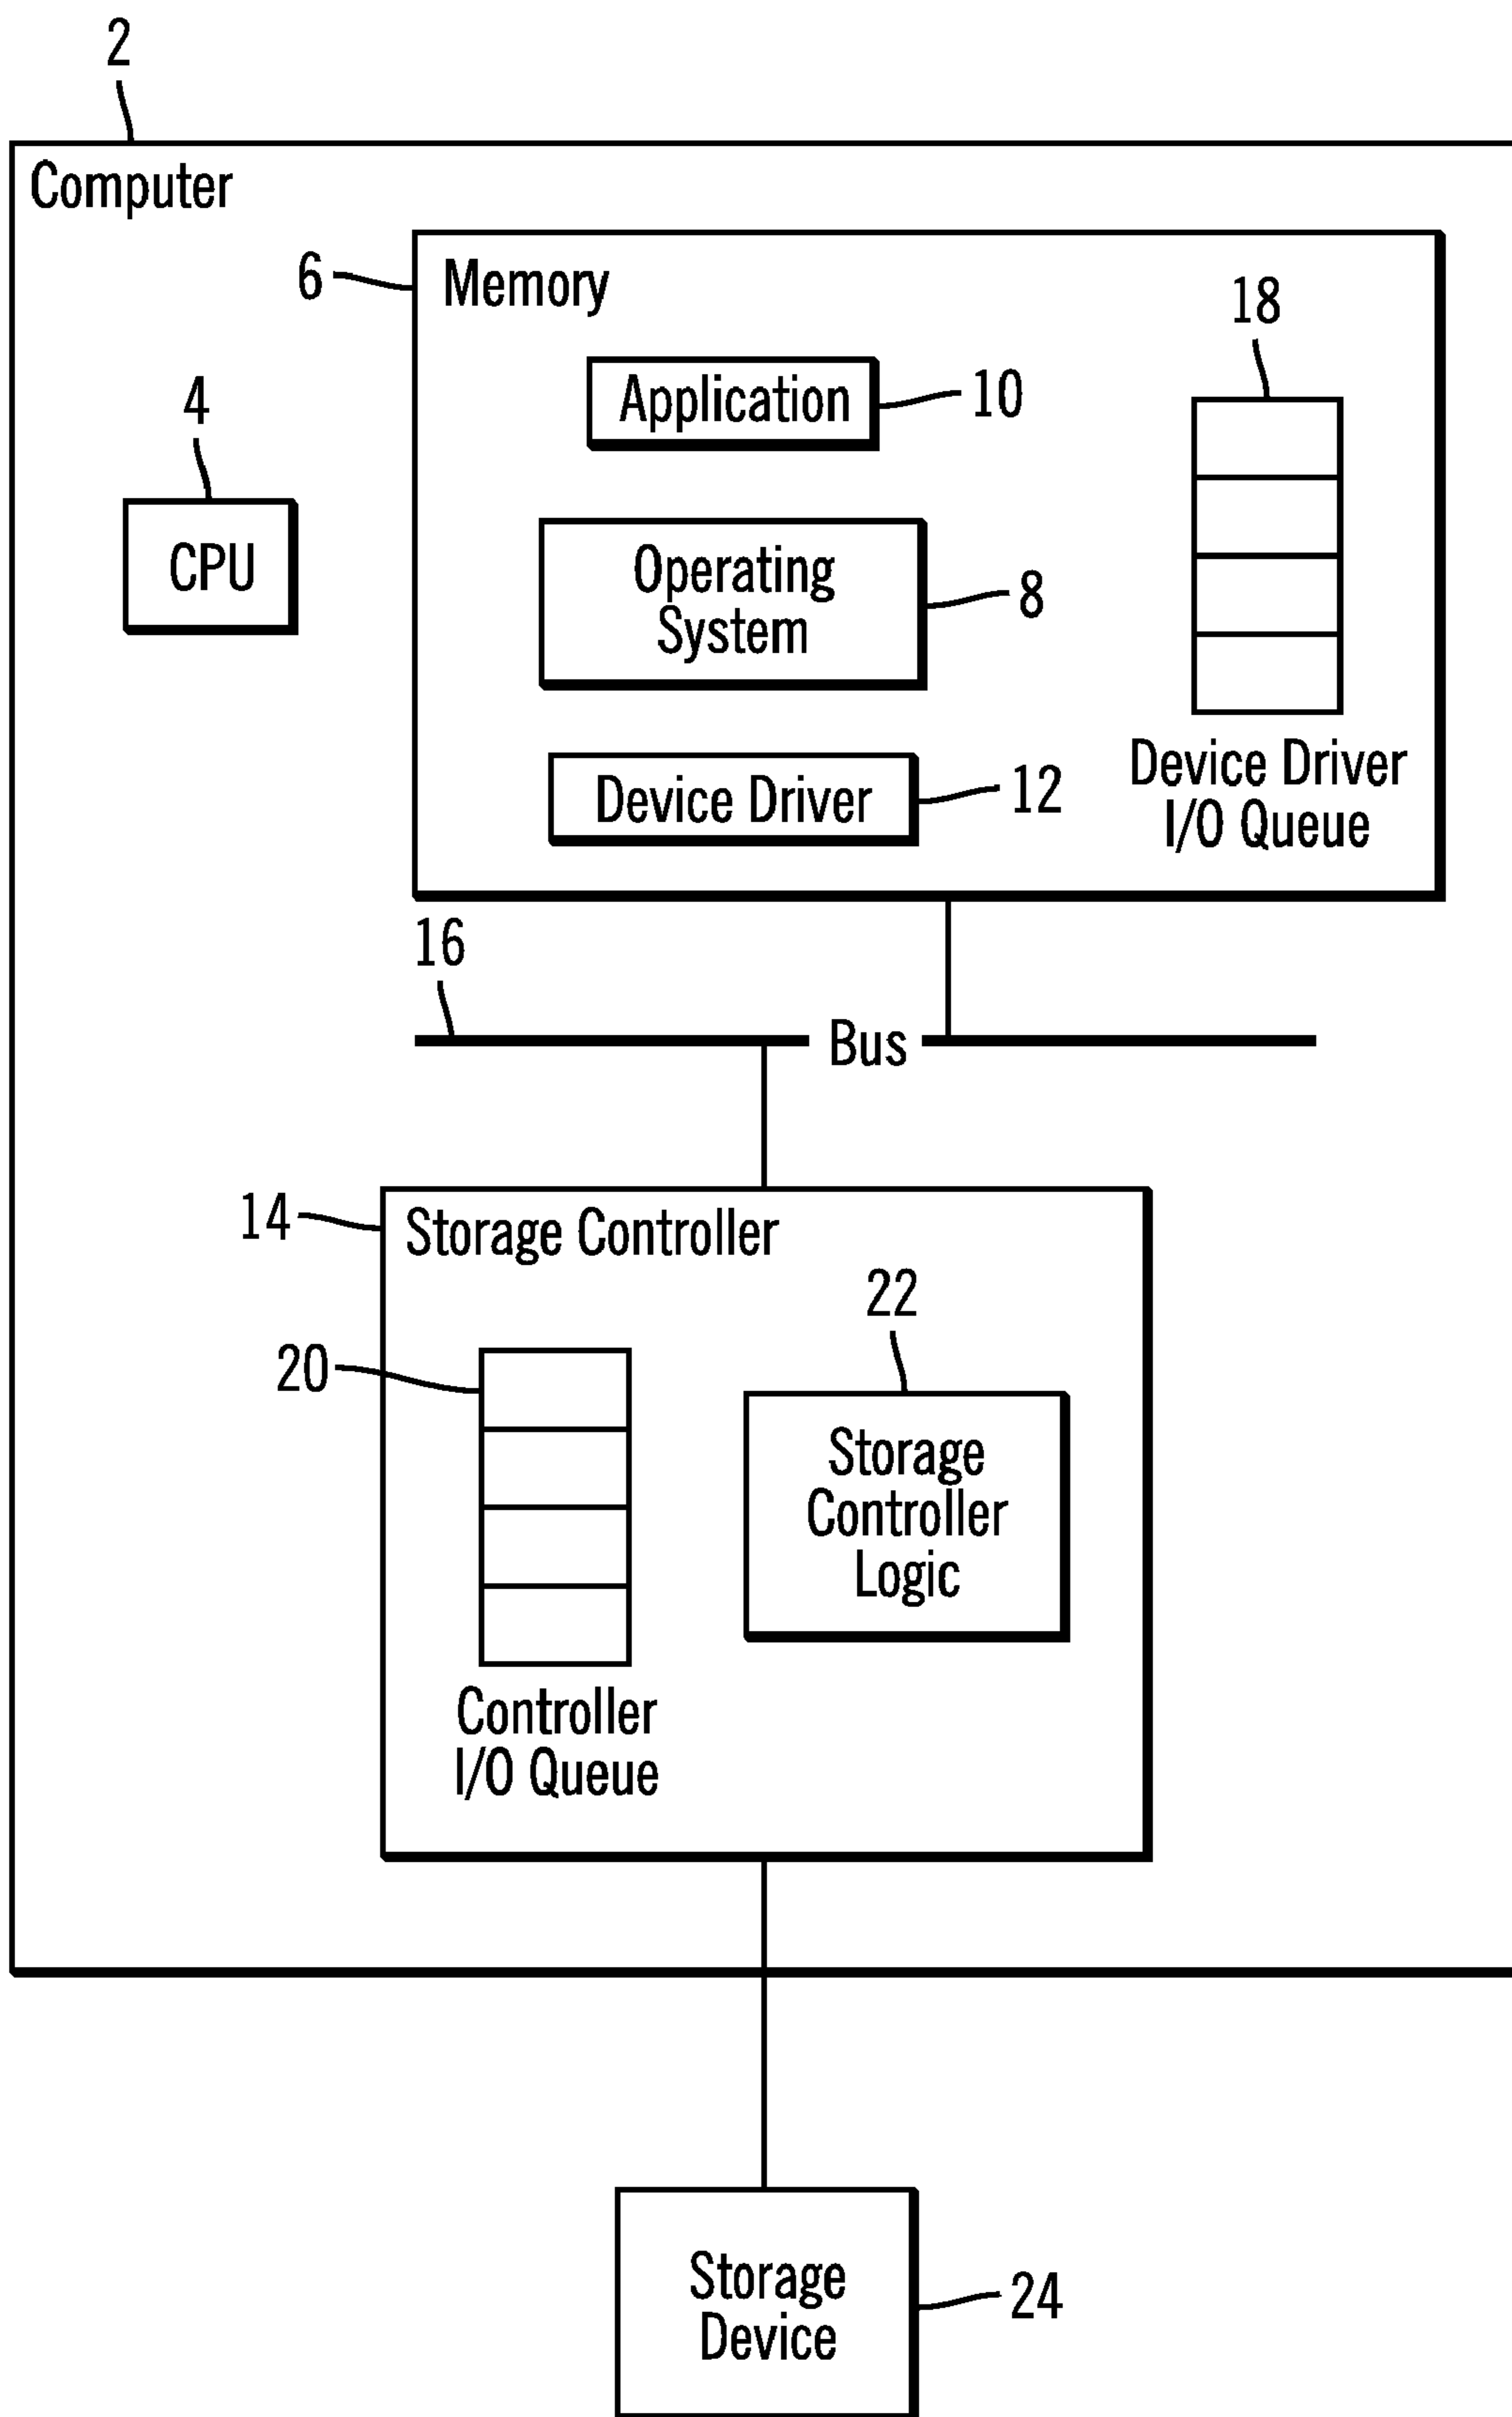 2
Computer
6
Memory
18
Application
10
4
CPU
Operating
System
8
Device Driver
12
Device Driver
I/O Queue
16
Bus
14
Storage Controller
22
20
Storage
Controller
Logic
Controller
I/O Queue
Storage
Device
24